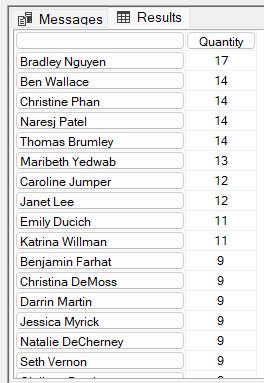 Messages Results
Quantity
Bradley Nguyen 17
Ben Wallace 14
Christine Phan 14
Naresj Patel 14
Thomas Brumley 14
Maribeth Yedwab 13
Caroline Jumper 12
Janet Lee 12
Emily Ducich 11
Katrina Willman 11
Benjamin Farhat 9
Christina DeMoss 9
Darrin Martin 9
Jessica Myrick 9
Natalie DeCherney 9
Seth Vernon 9